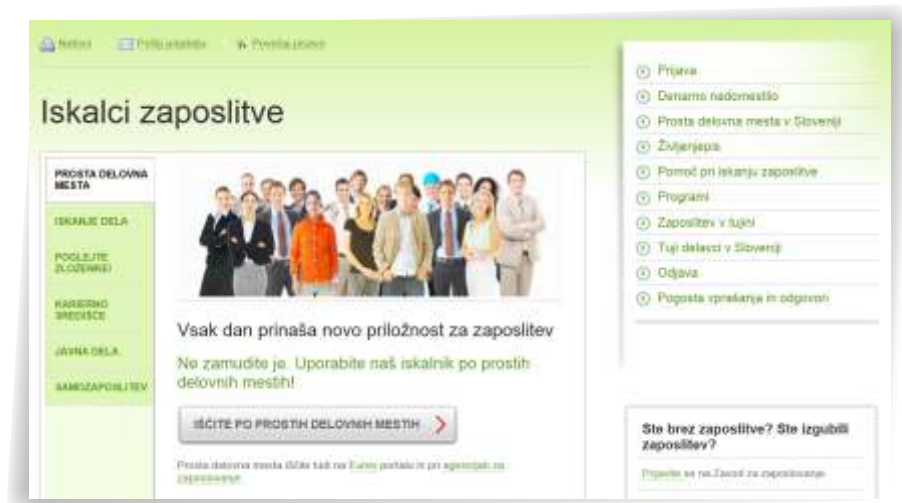 Natisni Pošlji prijatelju Povečaj pisavo
Iskalci zaposlitve
PROSTA DELOVNA
MESTA
ISKANJE DELA
POGLEJTE
ZLOŽENKE!
KARIERNO
SREDIŠČE
JAVNA DELA
SAMOZAPOSLITEV
Vsak dan prinaša novo priložnost za zaposlitev
Ne zamudite je. Uporabite naš iskalnik po prostih
delovnih mestih!
IŠČITE PO PROSTIH DELOVNIH MESTIH
Prosta delovna mesta iščite tudi na Eures portalu in pri agencijah za
zaposlovanje.
Prijava
Denarno nadomestilo
Prosta delovna mesta v Sloveniji
Življenjepis
Pomoč pri iskanju zaposlitve
Programi
Zaposlitev v tujini
Tuji delavci v Sloveniji
Odjava
Pogosta vprašanja in odgovori
Ste brez zaposlitve? Ste izgubili
zaposlitev?
Prijavite se na Zavod za zaposlovanje.